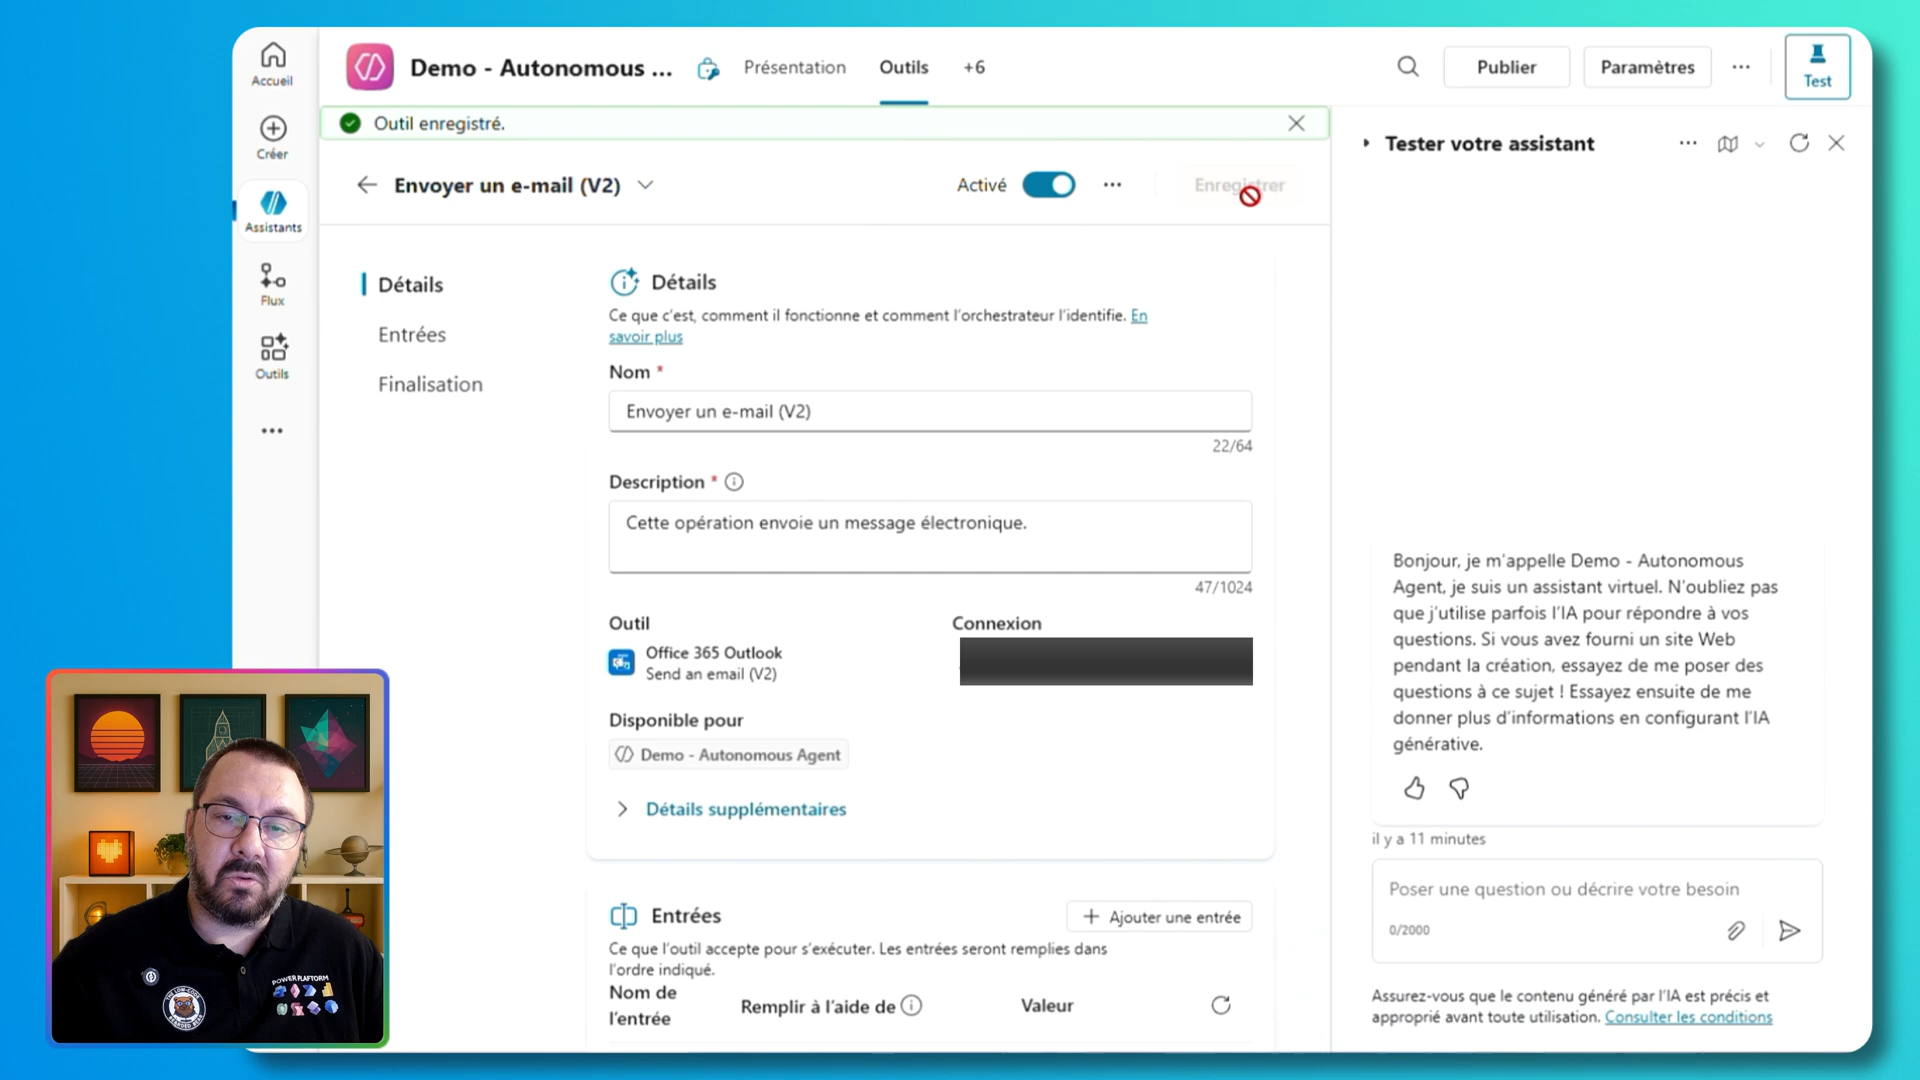 Accueil
Créer
Assistants
Flux
Outils
Demo - Autonomous ...
Présentation
Outils
+6
Publier
Paramètres
Test
Outil enregistré.
Envoyer un e-mail (V2)
Activé
Enregistrer
Détails
Entrées
Finalisation
Détails
Ce que c'est, comment il fonctionne et comment l'orchestrateur l'identifie. En
savoir plus
Nom *
Envoyer un e-mail (V2)
22/64
Description *
Cette opération envoie un message électronique.
47/1024
Outil
Connexion
Office 365 Outlook
Send an email (V2)
Disponible pour
Demo - Autonomous Agent
Détails supplémentaires
Entrées
Ajouter une entrée
Ce que l'outil accepte pour s'exécuter. Les entrées seront remplies dans
l'ordre indiqué.
Nom de
l'entrée
Remplir à l'aide de
Valeur
Tester votre assistant
Bonjour, je m'appelle Demo - Autonomous
Agent, je suis un assistant virtuel. N'oubliez pas
que j'utilise parfois l'IA pour répondre à vos
questions. Si vous avez fourni un site Web
pendant la création, essayez de me poser des
questions à ce sujet ! Essayez ensuite de me
donner plus d'informations en configurant l'IA
générative.
il y a 11 minutes
Poser une question ou décrire votre besoin
0/2000
Assurez-vous que le contenu généré par l'IA est précis et
approprié avant toute utilisation. Consulter les conditions
POWER PLATFORM
THE LOW-CODE
BEARDED BEAR